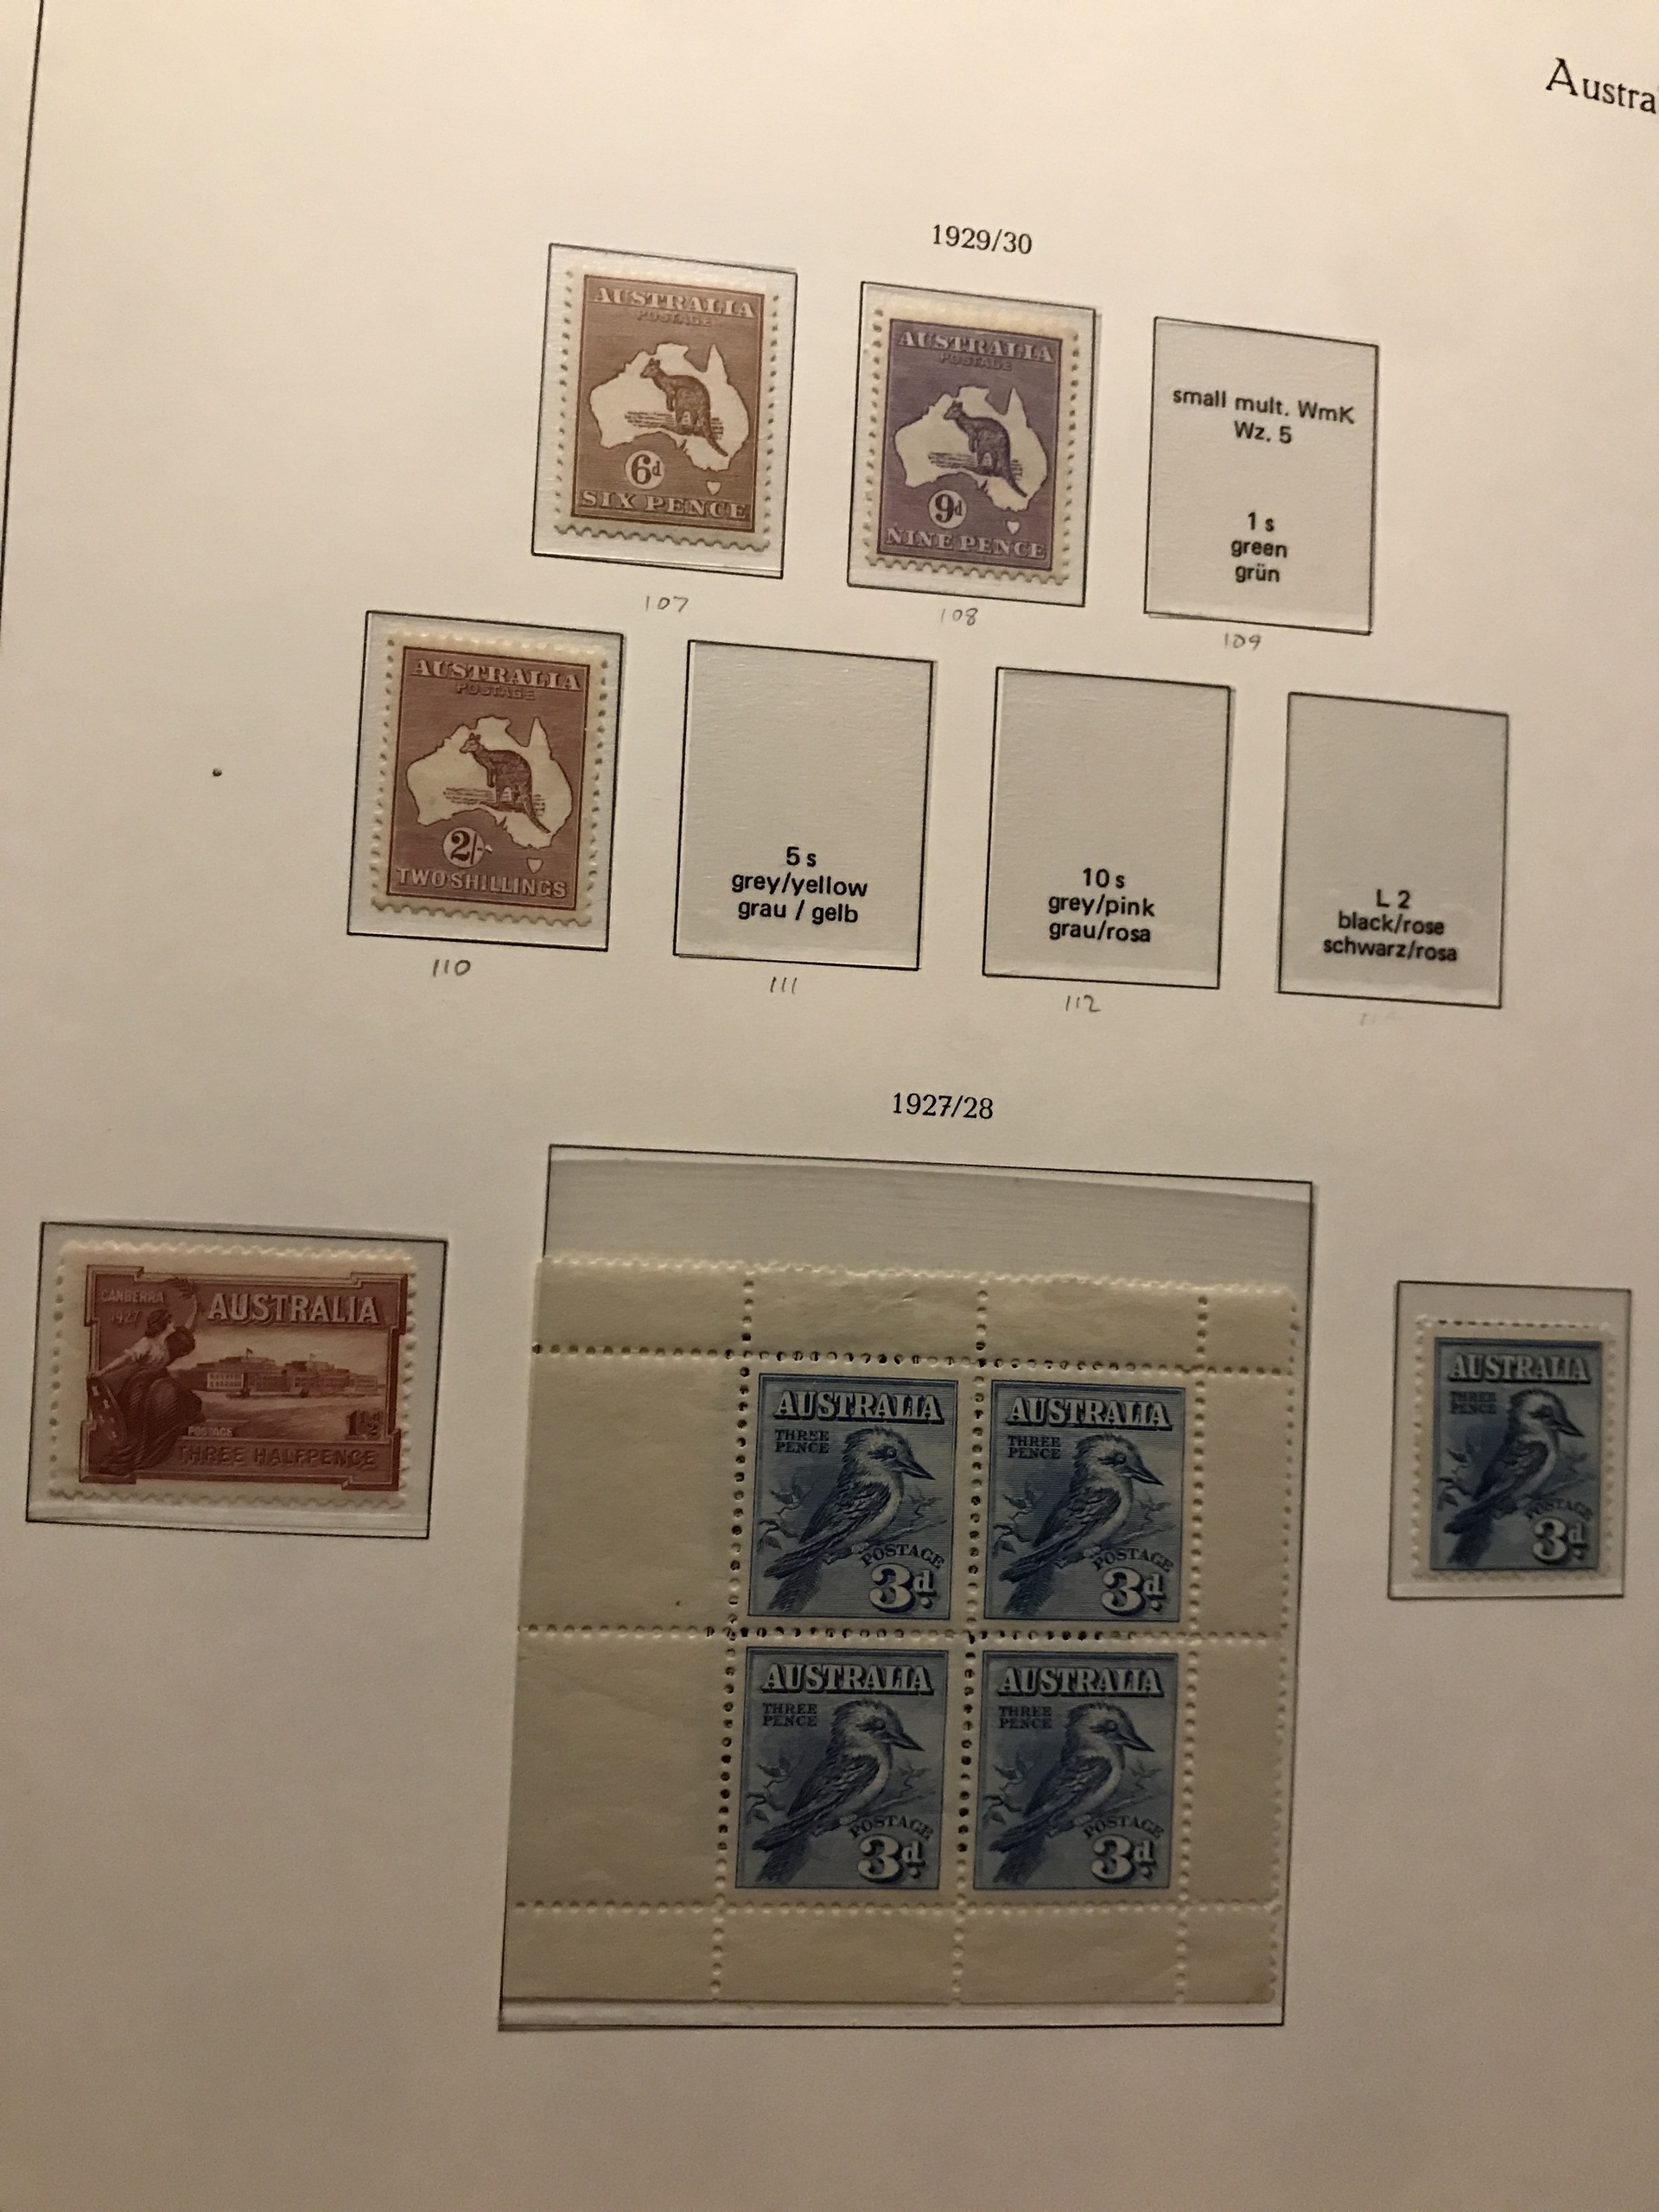 Austra
1929/30
AUSTRALIA
POSTAGE
6d
SIX PENCE
107
AUSTRALIA
POSTAGE
9d
NINE PENCE
108
small mult. WmK
Wz. 5
1 s
green
grün
109
AUSTRALIA
POSTAGE
2/-
TWO SHILLINGS
110
5 s
grey/yellow
grau / gelb
111
10 s
grey/pink
grau/rosa
112
L 2
black/rose
schwarz/rosa
1927/28
CANBERRA
1927
AUSTRALIA
POSTAGE
1½d
THREE HALFPENCE
AUSTRALIA
THREE
PENCE
POSTAGE
3d.
AUSTRALIA
THREE
PENCE
POSTAGE
3d.
AUSTRALIA
THREE
PENCE
POSTAGE
3d.
AUSTRALIA
THREE
PENCE
POSTAGE
3d.
AUSTRALIA
THREE
PENCE
POSTAGE
3d.